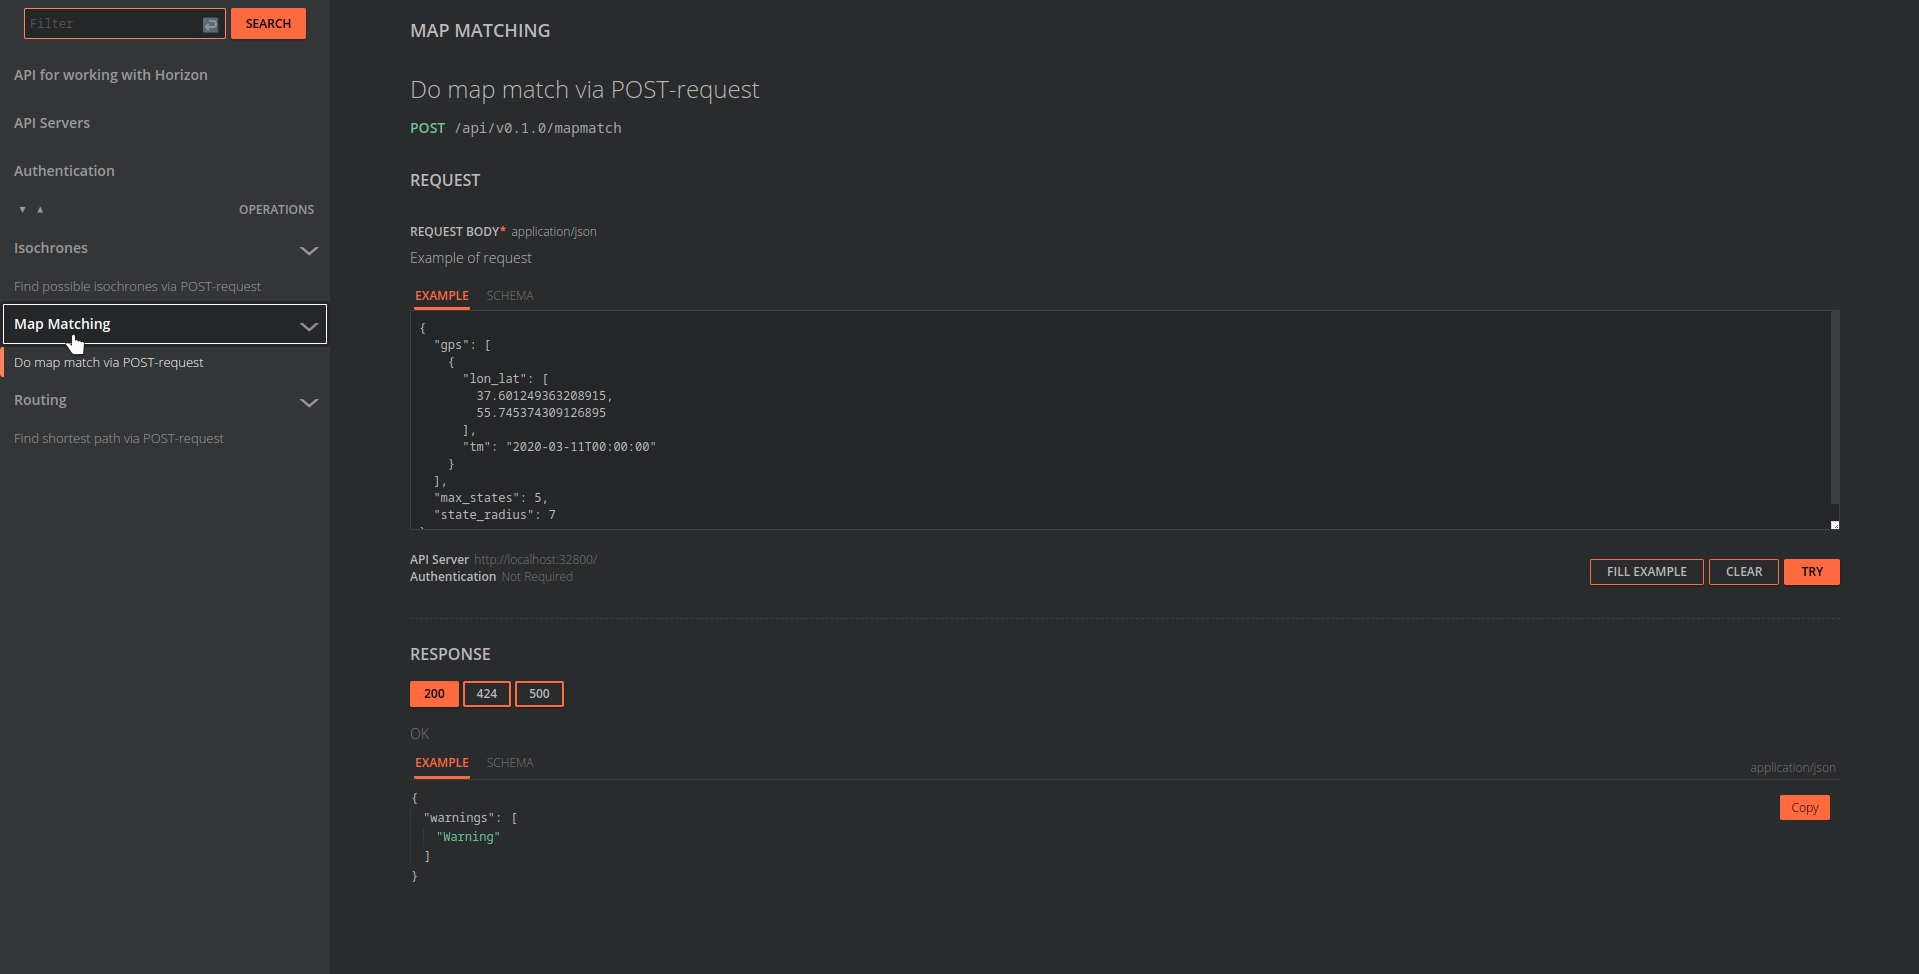 Filter
SEARCH
API for working with Horizon
API Servers
Authentication
OPERATIONS
Isochrones
Find possible isochrones via POST-request
Map Matching
Do map match via POST-request
Routing
Find shortest path via POST-request
MAP MATCHING
Do map match via POST-request
POST /api/v0.1.0/mapmatch
REQUEST
REQUEST BODY* application/json
Example of request
EXAMPLE SCHEMA
{
"gps": [
{
"lon_lat": [
37.601249363208915,
55.745374309126895
],
"tm": "2020-03-11T00:00:00"
}
],
"max_states": 5,
"state_radius": 7
API Server http://localhost:32800/
Authentication Not Required
FILL EXAMPLE CLEAR TRY
RESPONSE
200 424 500
OK
EXAMPLE SCHEMA
application/json
Copy
{
"warnings": [
"Warning"
]
}